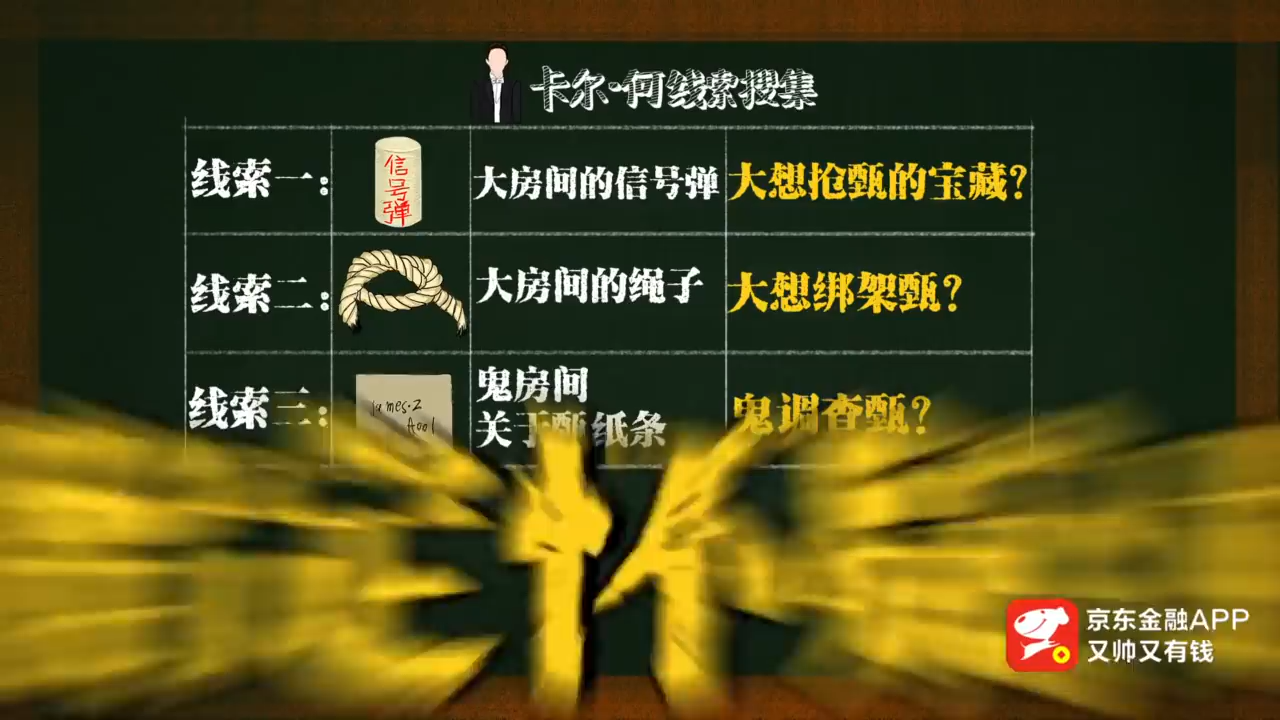 卡尔·何线索搜集
线索一：
信号弹
大房间的信号弹
大想抢甄的宝藏？
线索二：
大房间的绳子
大想绑架甄？
线索三：
James·Z
A001
鬼房间
关于甄纸条
鬼调查甄？
京东金融APP
又帅又有钱